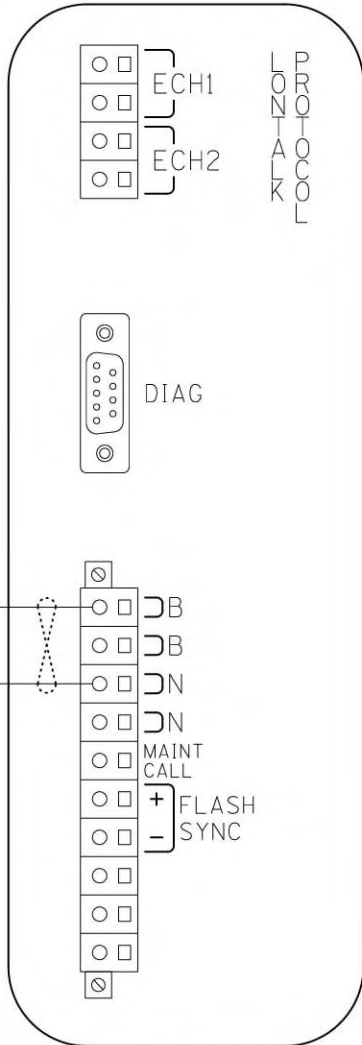 ECH1
ECH2
LONTALK
PROTOCOL
DIAG
B
B
N
N
MAINT
CALL
+ FLASH
- SYNC